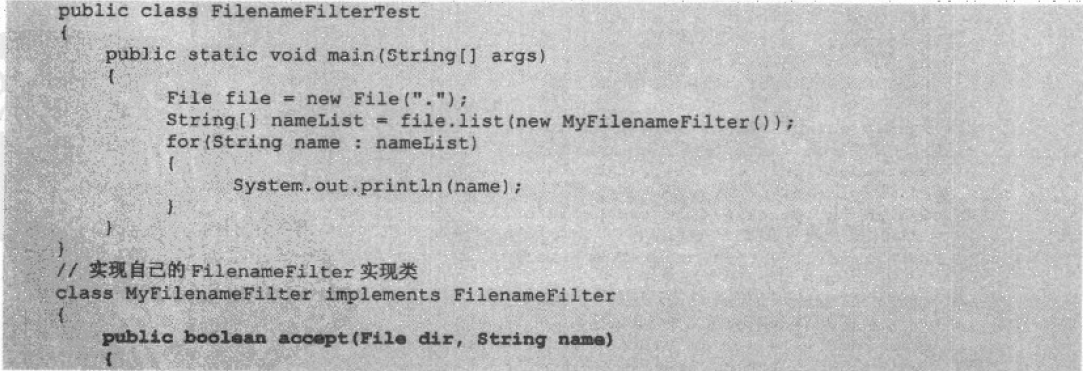 public class FilenameFilterTest
{
public static void main(String[] args)
{
File file = new File(".");
String[] nameList = file.list(new MyFilenameFilter());
for(String name : nameList)
{
System.out.println(name);
}
}
}
// 实现自己的 FilenameFilter 实现类
class MyFilenameFilter implements FilenameFilter
{
public boolean accept(File dir, String name)
{